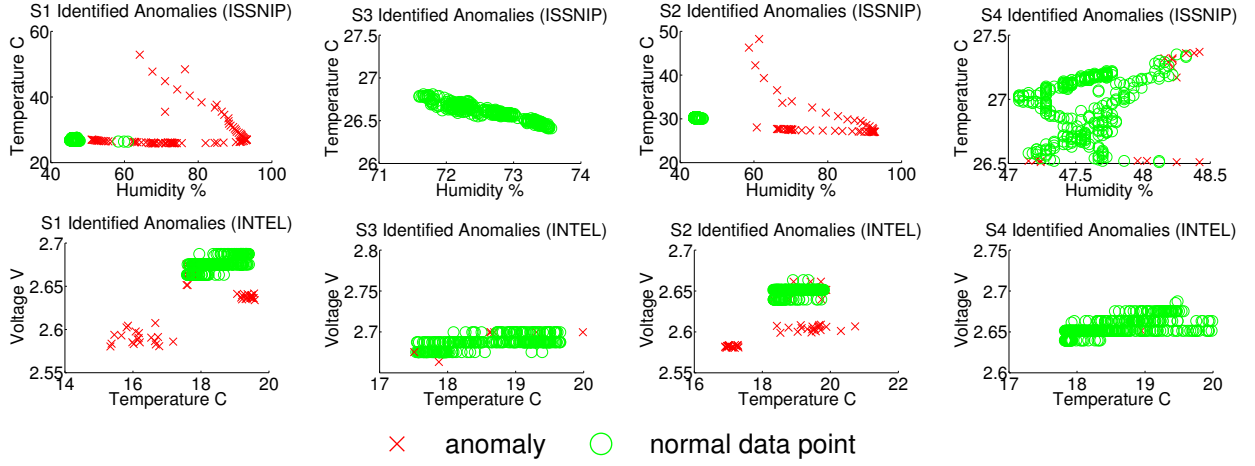 S1 Identified Anomalies (ISSNIP)
60
40
20
Temperature C
40
60
80
100
Humidity %
S3 Identified Anomalies (ISSNIP)
27.5
27
26.5
26
Temperature C
71
72
73
74
Humidity %
S2 Identified Anomalies (ISSNIP)
50
40
30
20
Temperature C
40
60
80
100
Humidity %
S4 Identified Anomalies (ISSNIP)
27.5
27
26.5
Temperature C
47
47.5
48
48.5
Humidity %
S1 Identified Anomalies (INTEL)
2.7
2.65
2.6
2.55
Voltage V
14
16
18
20
Temperature C
S3 Identified Anomalies (INTEL)
2.8
2.7
2.6
Voltage V
17
18
19
20
Temperature C
S2 Identified Anomalies (INTEL)
2.7
2.65
2.6
2.55
Voltage V
16
18
20
22
Temperature C
S4 Identified Anomalies (INTEL)
2.75
2.7
2.65
2.6
Voltage V
17
18
19
20
Temperature C
anomaly
normal data point